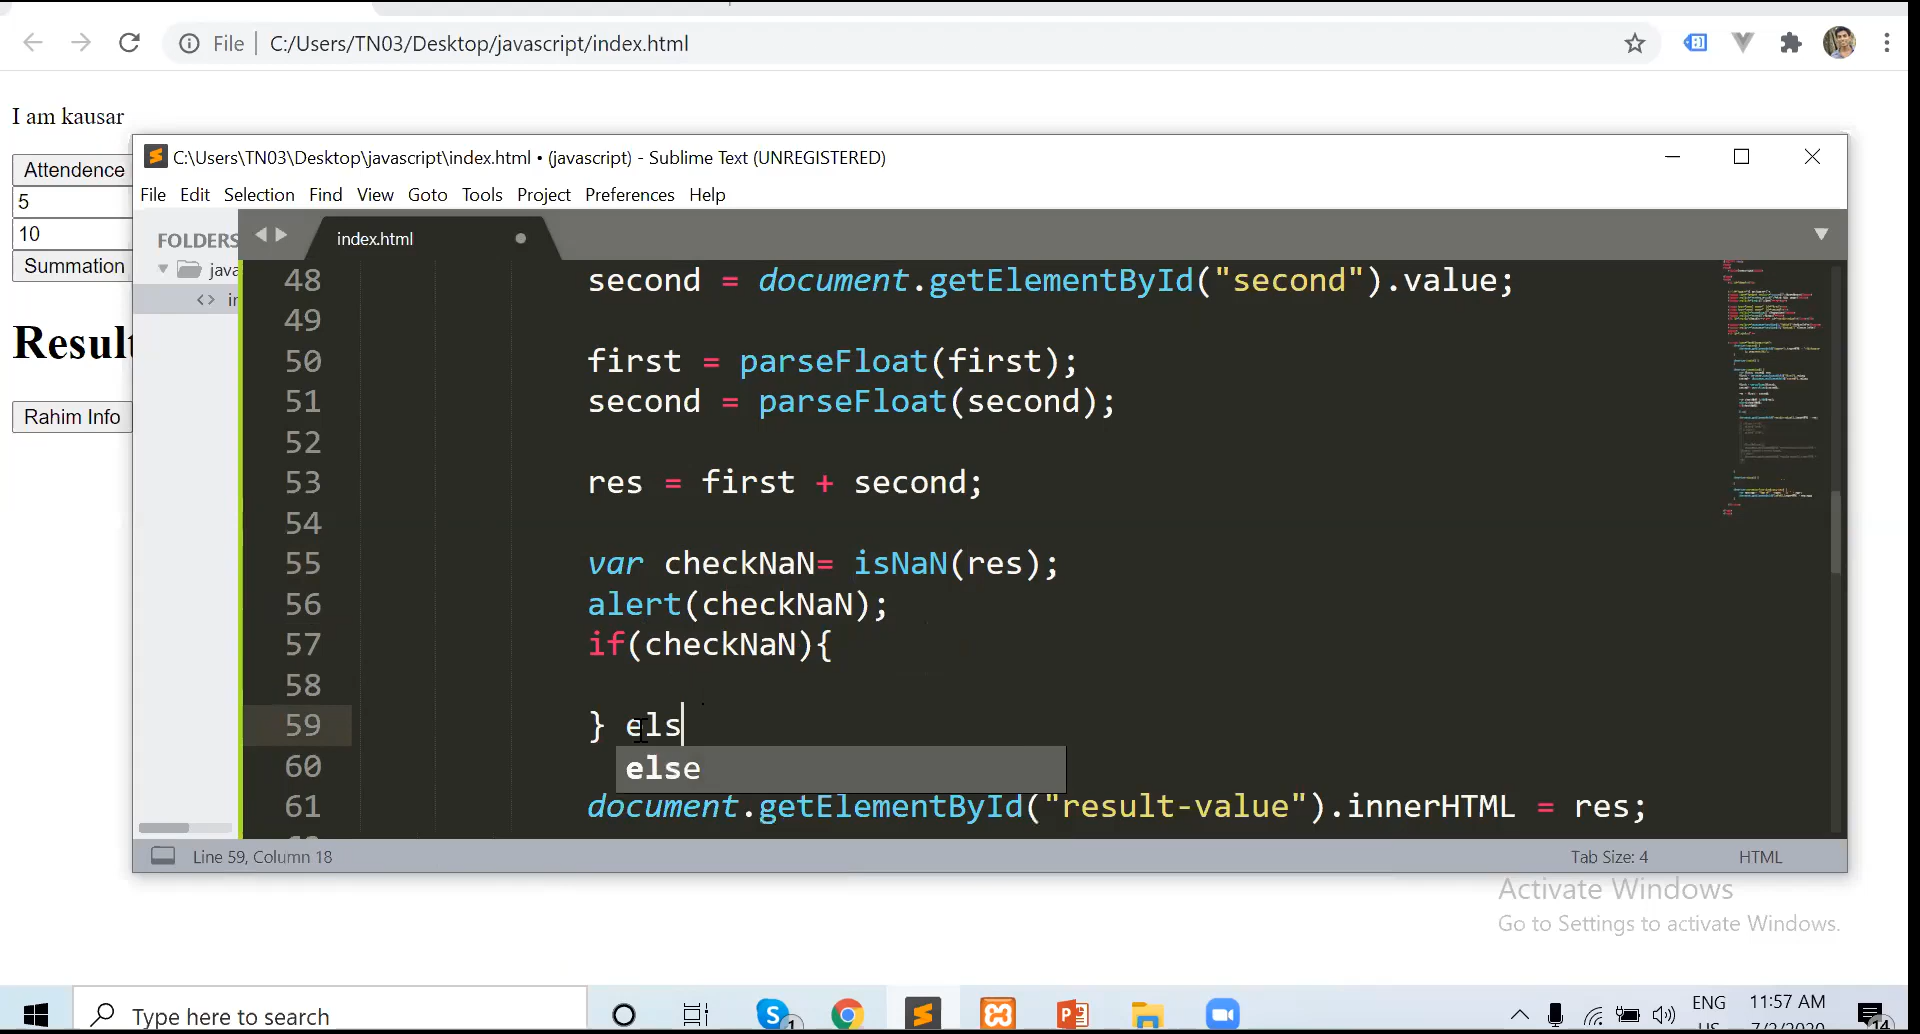 File C:/Users/TN03/Desktop/javascript/index.html
I am kausar
Attendence
5
10
Summation
Result
Rahim Info
C:\Users\TN03\Desktop\javascript\index.html • (javascript) - Sublime Text (UNREGISTERED)
File Edit Selection Find View Goto Tools Project Preferences Help
FOLDERS
java
<> in
index.html
48 second = document.getElementById("second").value;
49
50 first = parseFloat(first);
51 second = parseFloat(second);
52
53 res = first + second;
54
55 var checkNaN= isNaN(res);
56 alert(checkNaN);
57 if(checkNaN){
58
59 } els
else
60
61 document.getElementById("result-value").innerHTML = res;
Line 59, Column 18
Tab Size: 4
HTML
Activate Windows
Go to Settings to activate Windows.
Type here to search
ENG
11:57 AM